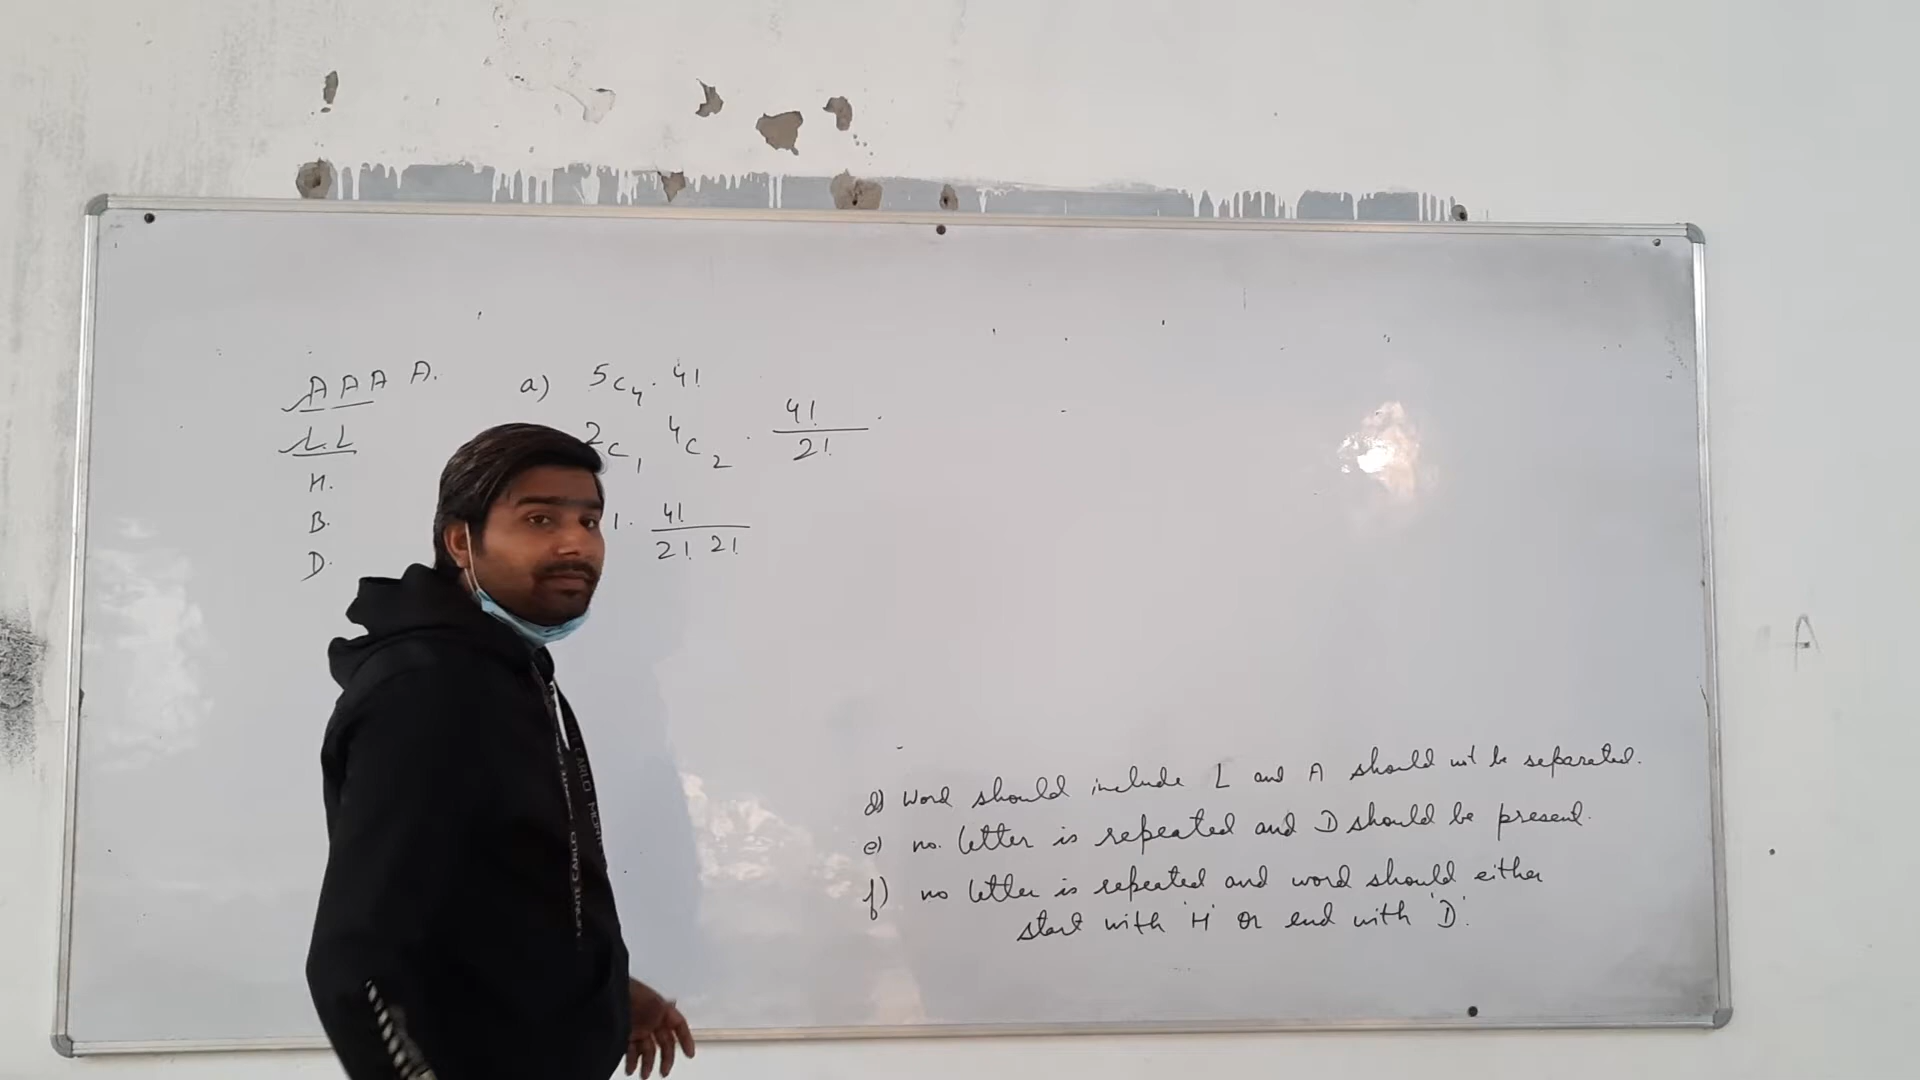 A A A A.
L L
H.
B.
D.
a) 5C4 . 4!
2C1 4C2 . 4!/2!
1. 4!/2! 2!
d) Word should include L and A should not be separated.
e) no. letter is repeated and D should be present.
f) no letter is repeated and word should either
start with 'H' or end with 'D'.
A
MONTE CARLO